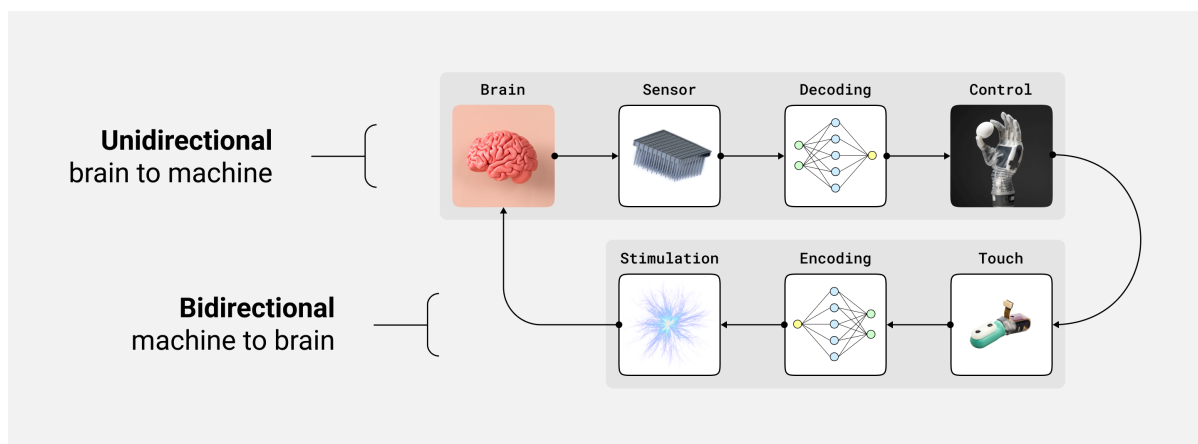 Brain
Sensor
Decoding
Control
Unidirectional
brain to machine
Stimulation
Encoding
Touch
Bidirectional
machine to brain